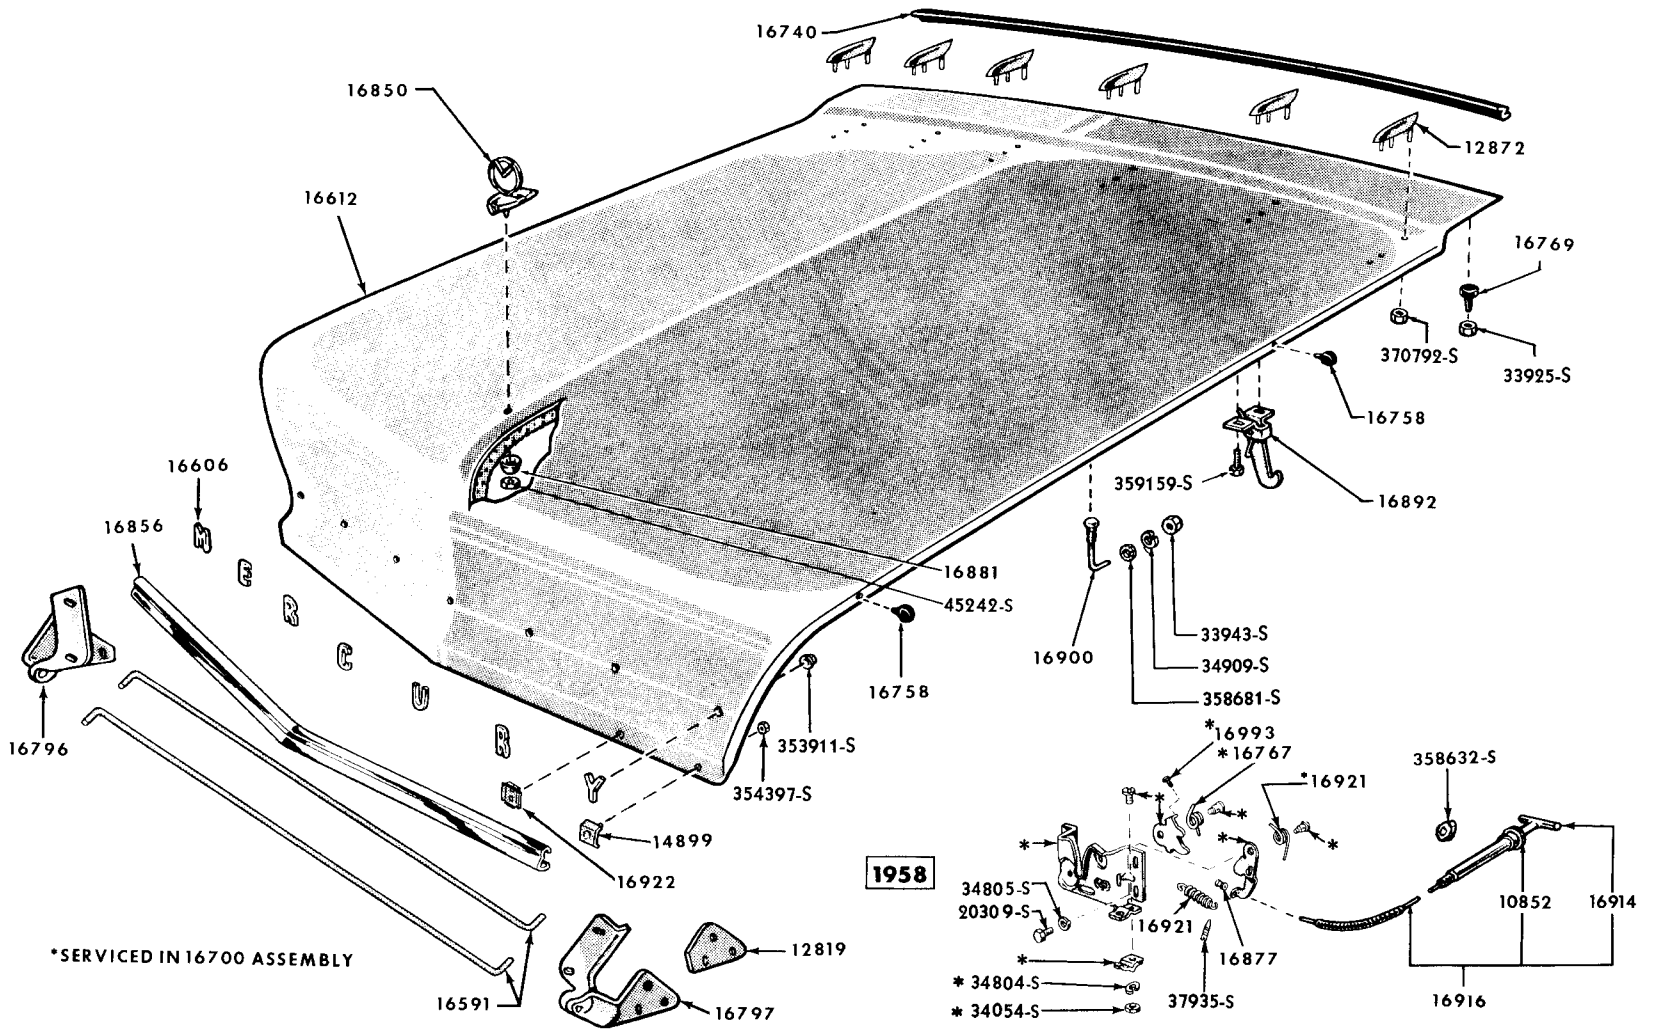 16740
16850
12872
16612
16769
370792-S
33925-S
16758
359159-S
16892
16606
16856
M
E
R
C
U
R
Y
16881
45242-S
16900
33943-S
34909-S
358681-S
16758
16796
353911-S
354397-S
14899
16922
*16993
*16767
*16921
358632-S
*
*
*
*
*
1958
34805-S
20309-S
16921
16877
10852
16914
*SERVICED IN 16700 ASSEMBLY
12819
16591
16797
*
*34804-S
*34054-S
37935-S
16916